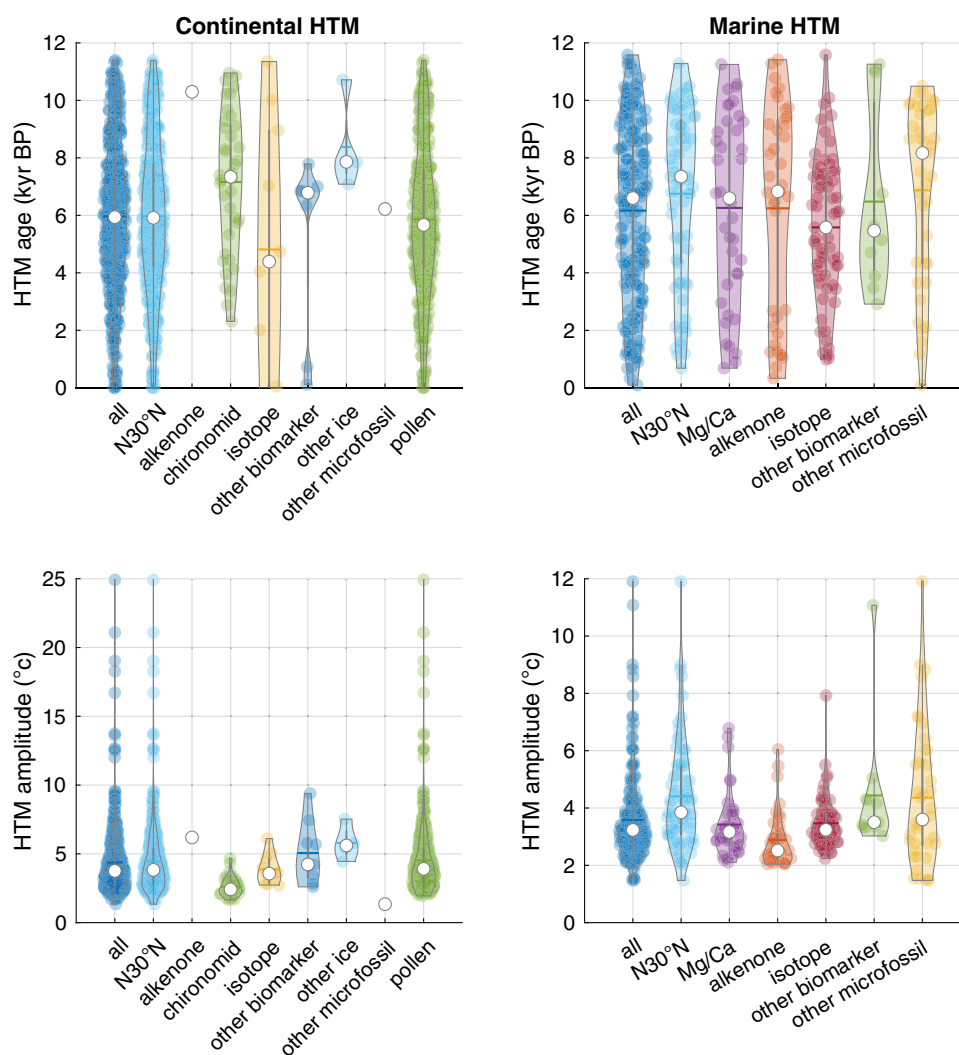 Continental HTM
HTM age (kyr BP)
12
10
8
6
4
2
0
all
N30°N
alkenone
chironomid
isotope
other biomarker
other ice
other microfossil
pollen
Marine HTM
HTM age (kyr BP)
12
10
8
6
4
2
0
all
N30°N
Mg/Ca
alkenone
isotope
other biomarker
other microfossil
HTM amplitude (°c)
25
20
15
10
5
0
all
N30°N
alkenone
chironomid
isotope
other biomarker
other ice
other microfossil
pollen
HTM amplitude (°c)
12
10
8
6
4
2
0
all
N30°N
Mg/Ca
alkenone
isotope
other biomarker
other microfossil